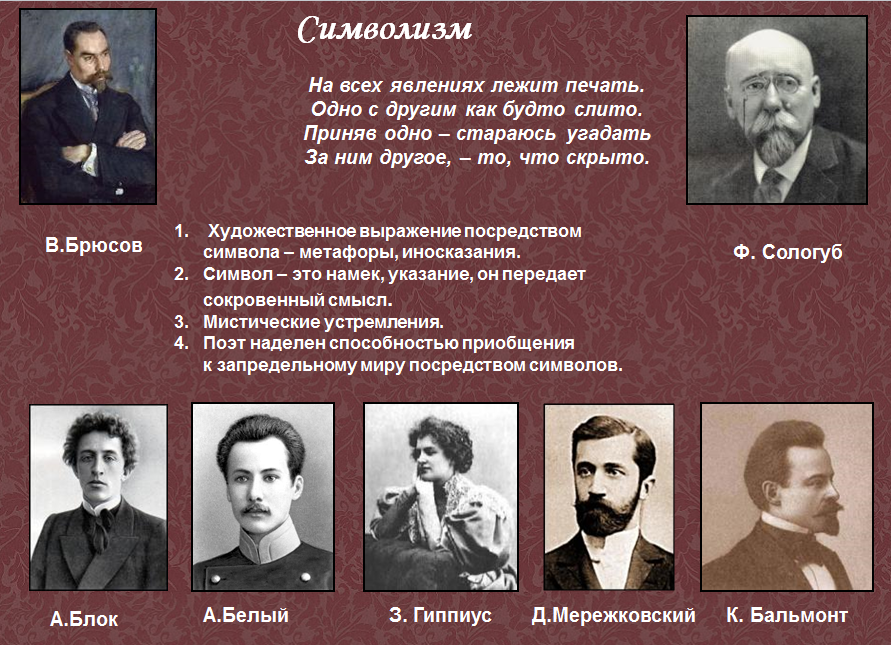 Символизм
На всех явлениях лежит печать.
Одно с другим как будто слито.
Приняв одно – стараюсь угадать
За ним другое, – то, что скрыто.
В.Брюсов
Ф. Сологуб
1. Художественное выражение посредством
символа – метафоры, иносказания.
2. Символ – это намек, указание, он передает
сокровенный смысл.
3. Мистические устремления.
4. Поэт наделен способностью приобщения
к запредельному миру посредством символов.
А.Блок
А.Белый
З. Гиппиус
Д.Мережковский
К. Бальмонт